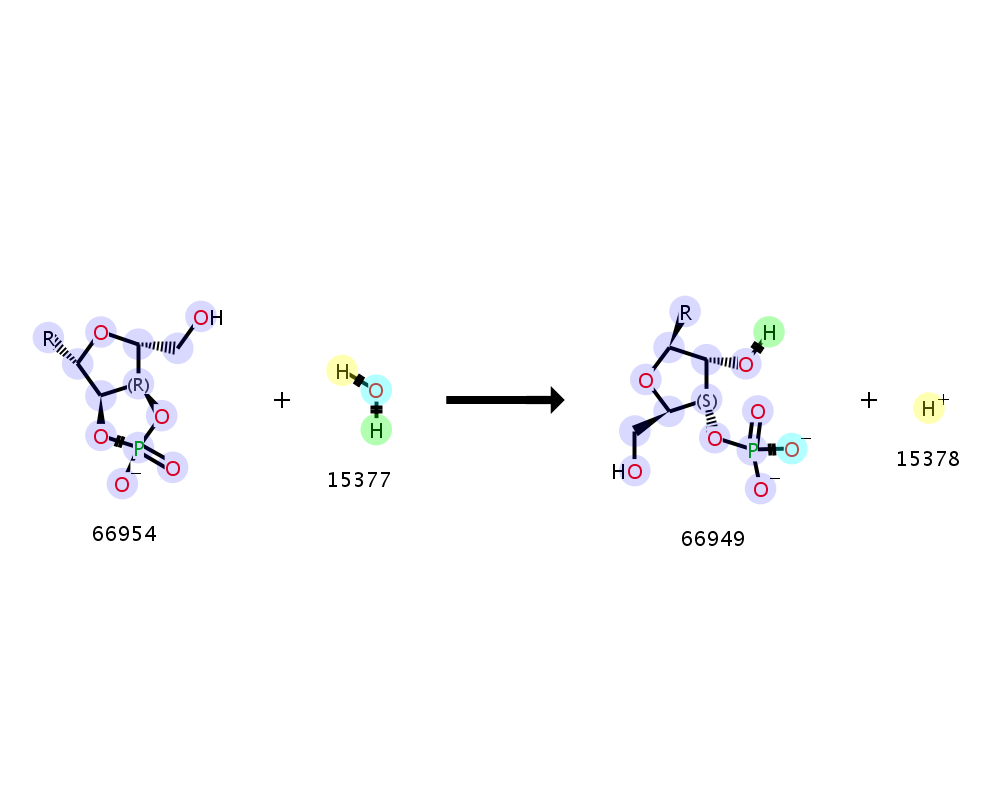 R O OH (R) O O P O⁻ O
+
H O H
R H O O (S) O HO O P O⁻ O⁻
+
H⁺
66954
15377
66949
15378